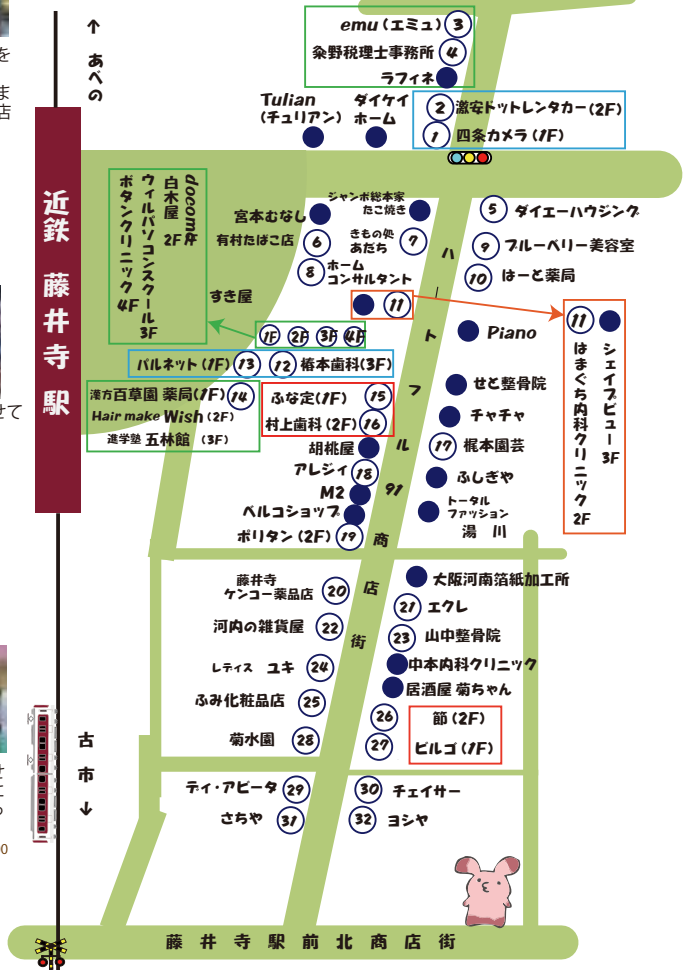 を
ま
店
↑ あべの
近鉄 藤井寺駅
せて
古市 ↓
emu (エミュ) 3
粂野税理士事務所 4
ラフィネ
Tulian
(チュリアン)
ダイケイ
ホーム
2 激安ドットレンタカー (2F)
1 四条カメラ (1F)
docomo
白木屋 2F
ウィルパソコンスクール 3F
ボタンクリニック 4F
宮本むなし
ジャンボ総本家
たこ焼き
5 ダイエーハウジング
有村たばこ店 6
きもの処
あだち 7
9 ブルーベリー美容室
8 ホーム
コンサルタント
10 はーと薬局
すき屋
11
1F 2F 3F 4F
Piano
11 はまぐち内科クリニック 2F
シェイプビュー 3F
パルネット (1F) 13
12 椿本歯科 (3F)
せと整骨院
漢方 百草園 薬局 (1F) 14
Hair make Wish (2F)
進学塾 五林館 (3F)
ふな定 (1F) 15
村上歯科 (2F) 16
チャチャ
胡桃屋
17 梶本園芸
アレジィ 18
ふしぎや
M2
ベルコショップ
トータル
ファッション
湯川
ポリタン (2F) 19
ハートフル91商店街
藤井寺
ケンコー薬品店 20
大阪河南箔紙加工所
21 エクレ
河内の雑貨屋 22
23 山中整骨院
レディス ユキ 24
中本内科クリニック
居酒屋 菊ちゃん
ふみ化粧品店 25
26 節 (2F)
菊水園 28
27 ビルゴ (1F)
ティ・アピータ 29
30 チェイサー
さちや 31
32 ヨシヤ
藤井寺駅前北商店街